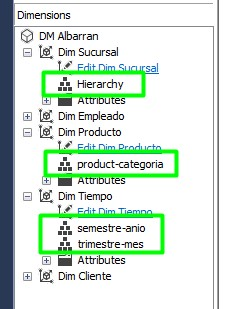 Dimensions
DM Albarran
Dim Sucursal
Edit Dim Sucursal
Hierarchy
Attributes
Dim Empleado
Dim Producto
Edit Dim Producto
product-categoria
Attributes
Dim Tiempo
Edit Dim Tiempo
semestre-anio
trimestre-mes
Attributes
Dim Cliente